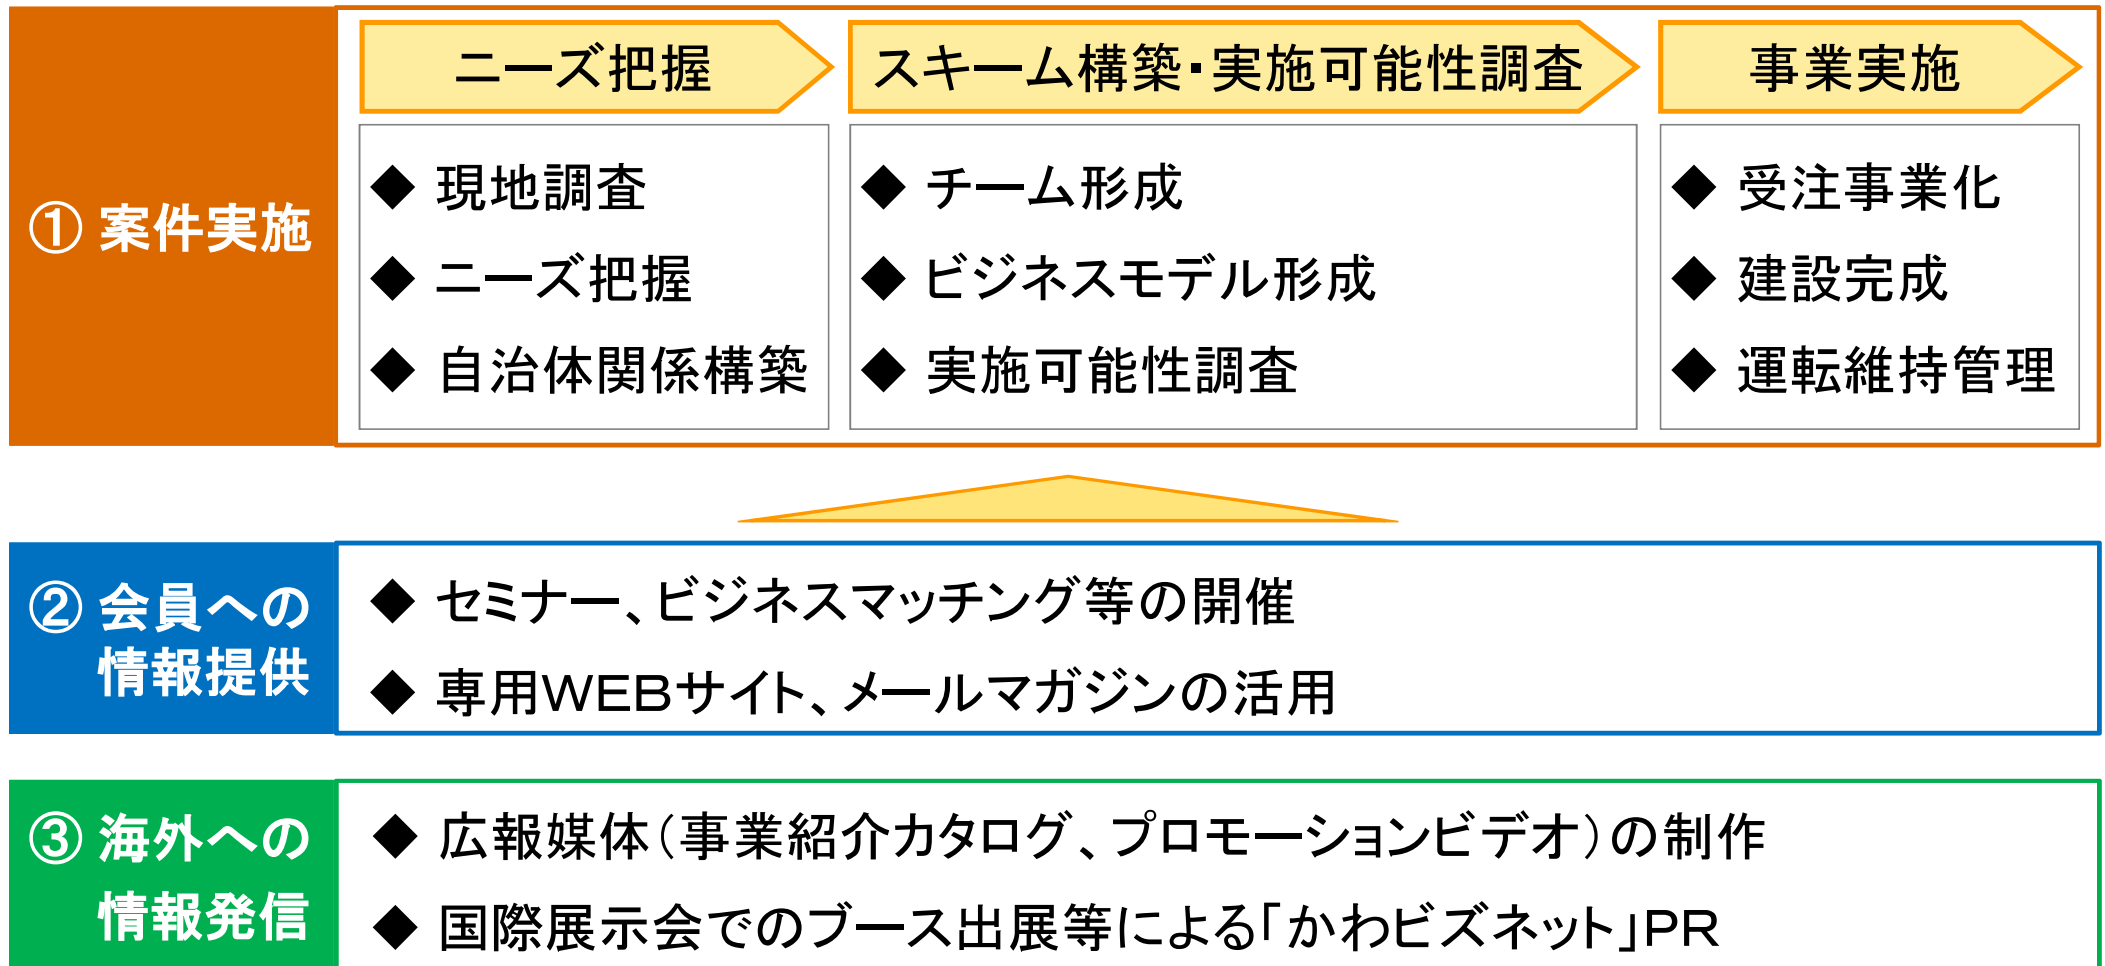 ニーズ把握
スキーム構築・実施可能性調査
事業実施
① 案件実施
◆ 現地調査
◆ ニーズ把握
◆ 自治体関係構築
◆ チーム形成
◆ ビジネスモデル形成
◆ 実施可能性調査
◆ 受注事業化
◆ 建設完成
◆ 運転維持管理
② 会員への
情報提供
◆ セミナー、ビジネスマッチング等の開催
◆ 専用WEBサイト、メールマガジンの活用
③ 海外への
情報発信
◆ 広報媒体（事業紹介カタログ、プロモーションビデオ）の制作
◆ 国際展示会でのブース出展等による「かわビズネット」PR